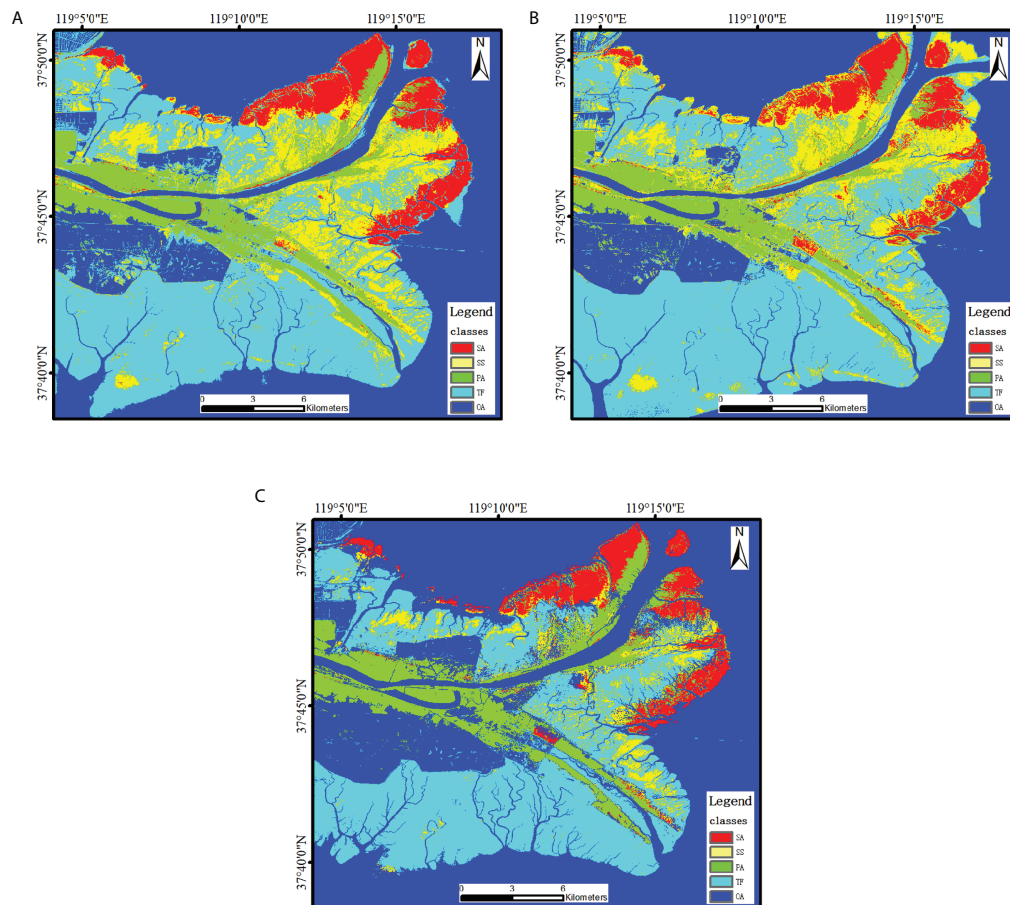 A
119°5'0"E 119°10'0"E 119°15'0"E
37°50'0"N
37°45'0"N
37°40'0"N
N
Legend
classes
SA
SS
PA
TF
OA
0 3 6
Kilometers
B
119°5'0"E 119°10'0"E 119°15'0"E
37°50'0"N
37°45'0"N
37°40'0"N
N
Legend
classes
SA
SS
PA
TF
OA
0 3 6
Kilometers
C
119°5'0"E 119°10'0"E 119°15'0"E
37°50'0"N
37°45'0"N
37°40'0"N
N
Legend
classes
SA
SS
PA
TF
OA
0 3 6
Kilometers